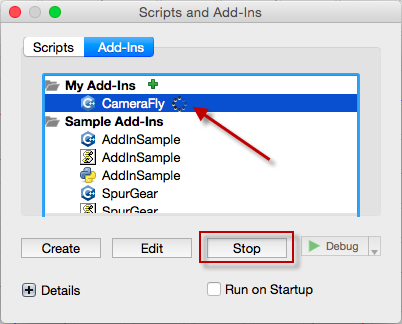 Scripts and Add-Ins
Scripts Add-Ins
My Add-Ins
CameraFly
Sample Add-Ins
AddInSample
AddInSample
AddInSample
SpurGear
SpurGear
Create Edit Stop Debug
Details Run on Startup